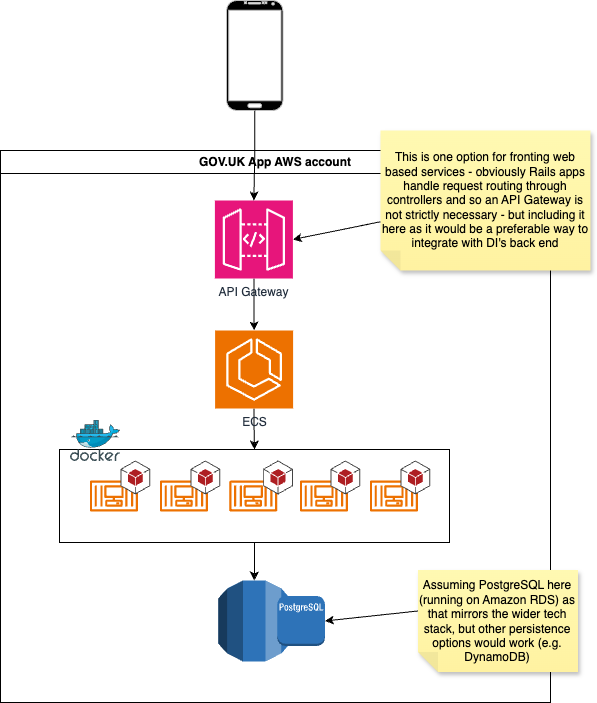 GOV.UK App AWS account
This is one option for fronting web
based services - obviously Rails apps
handle request routing through
controllers and so an API Gateway is
not strictly necessary - but including it
here as it would be a preferable way to
integrate with DI's back end
API Gateway
ECS
docker
PostgreSQL
Assuming PostgreSQL here
(running on Amazon RDS) as
that mirrors the wider tech
stack, but other persistence
options would work (e.g.
DynamoDB)